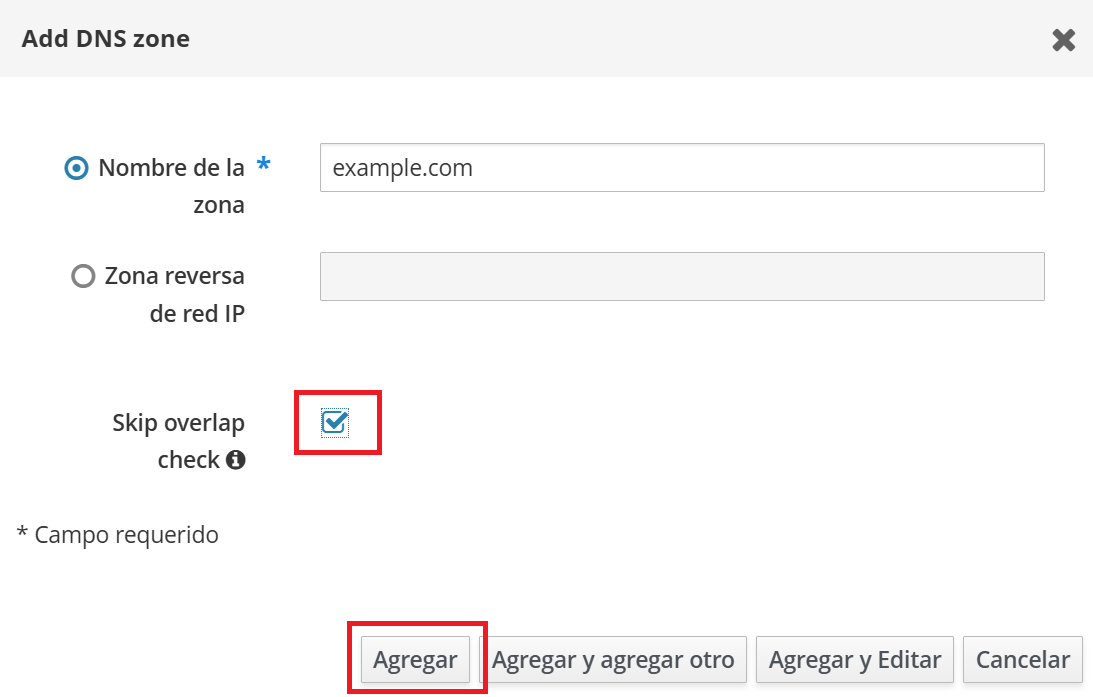 Add DNS zone
Nombre de la *
zona
example.com
Zona reversa
de red IP
Skip overlap
check
* Campo requerido
Agregar
Agregar y agregar otro
Agregar y Editar
Cancelar